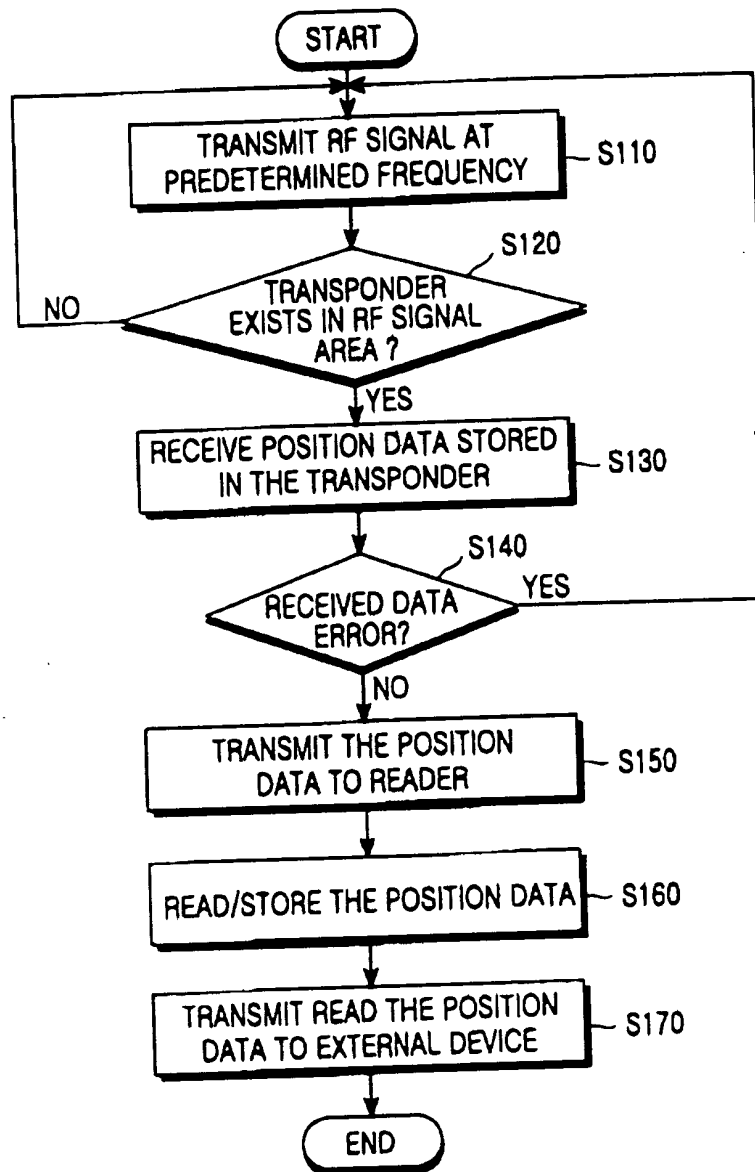 START
TRANSMIT RF SIGNAL AT
PREDETERMINED FREQUENCY
S110
S120
TRANSPONDER
EXISTS IN RF SIGNAL
AREA ?
NO
YES
RECEIVE POSITION DATA STORED
IN THE TRANSPONDER
S130
S140
RECEIVED DATA
ERROR?
YES
NO
TRANSMIT THE POSITION
DATA TO READER
S150
READ/STORE THE POSITION DATA
S160
TRANSMIT READ THE POSITION
DATA TO EXTERNAL DEVICE
S170
END